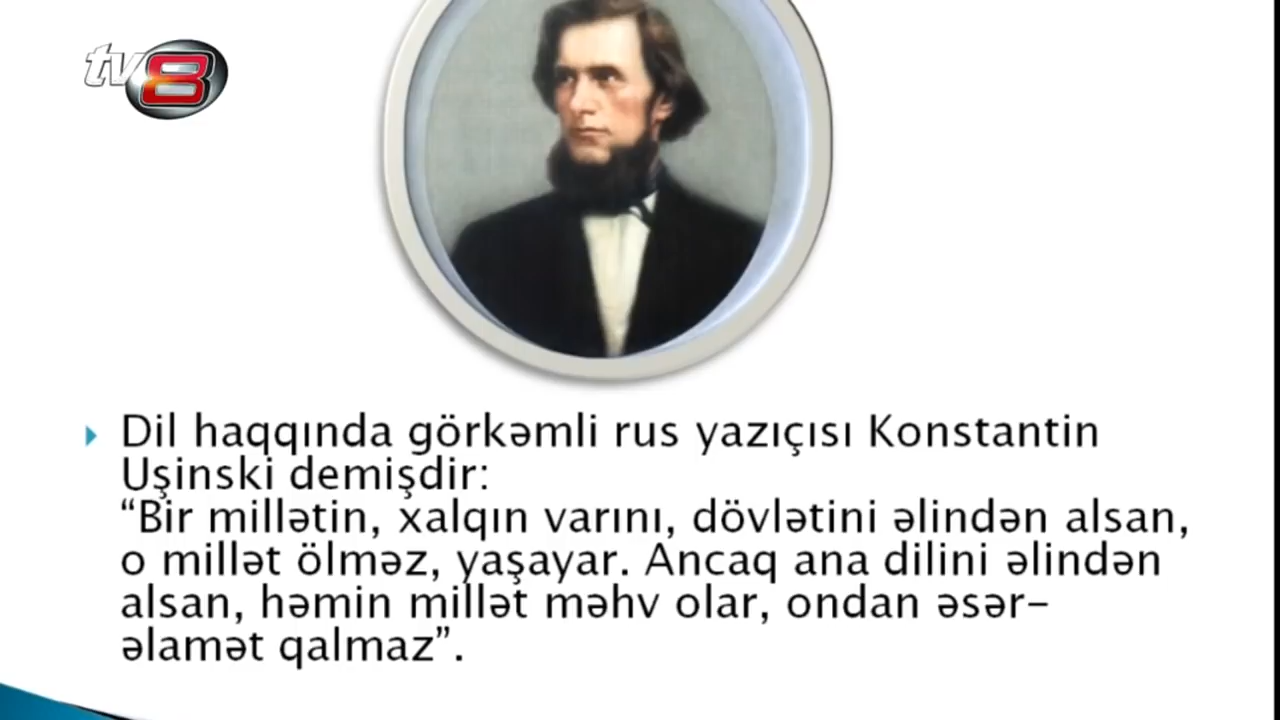 tv8
Dil haqqında görkəmli rus yazıçısı Konstantin
Uşinski demişdir:
“Bir millətin, xalqın varını, dövlətini əlindən alsan,
o millət ölməz, yaşayar. Ancaq ana dilini əlindən
alsan, həmin millət məhv olar, ondan əsər-
əlamət qalmaz”.